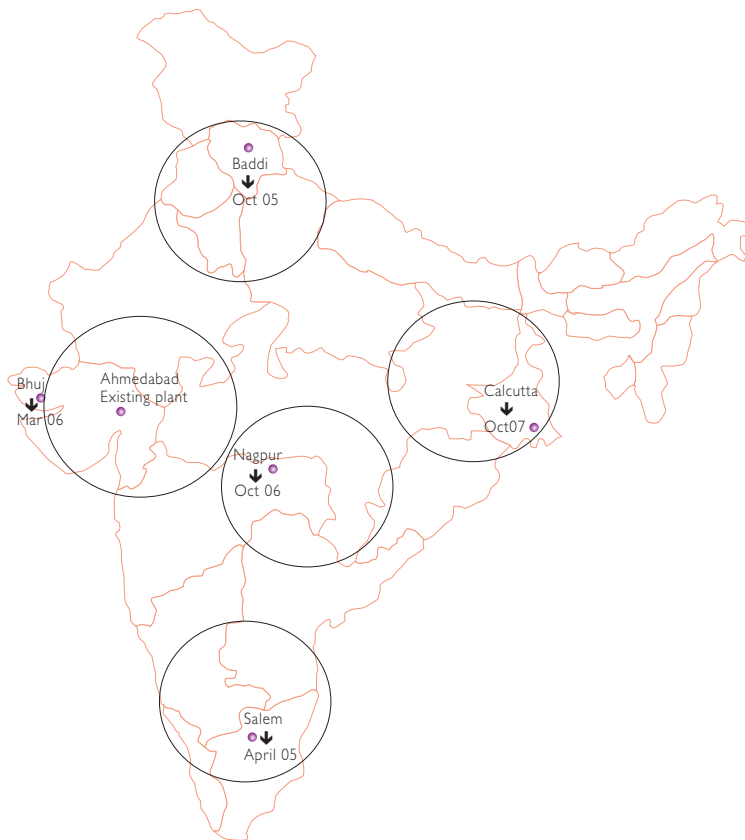 Baddi
Oct 05
Bhuj
Mar 06
Ahmedabad
Existing plant
Calcutta
Oct07
Nagpur
Oct 06
Salem
April 05